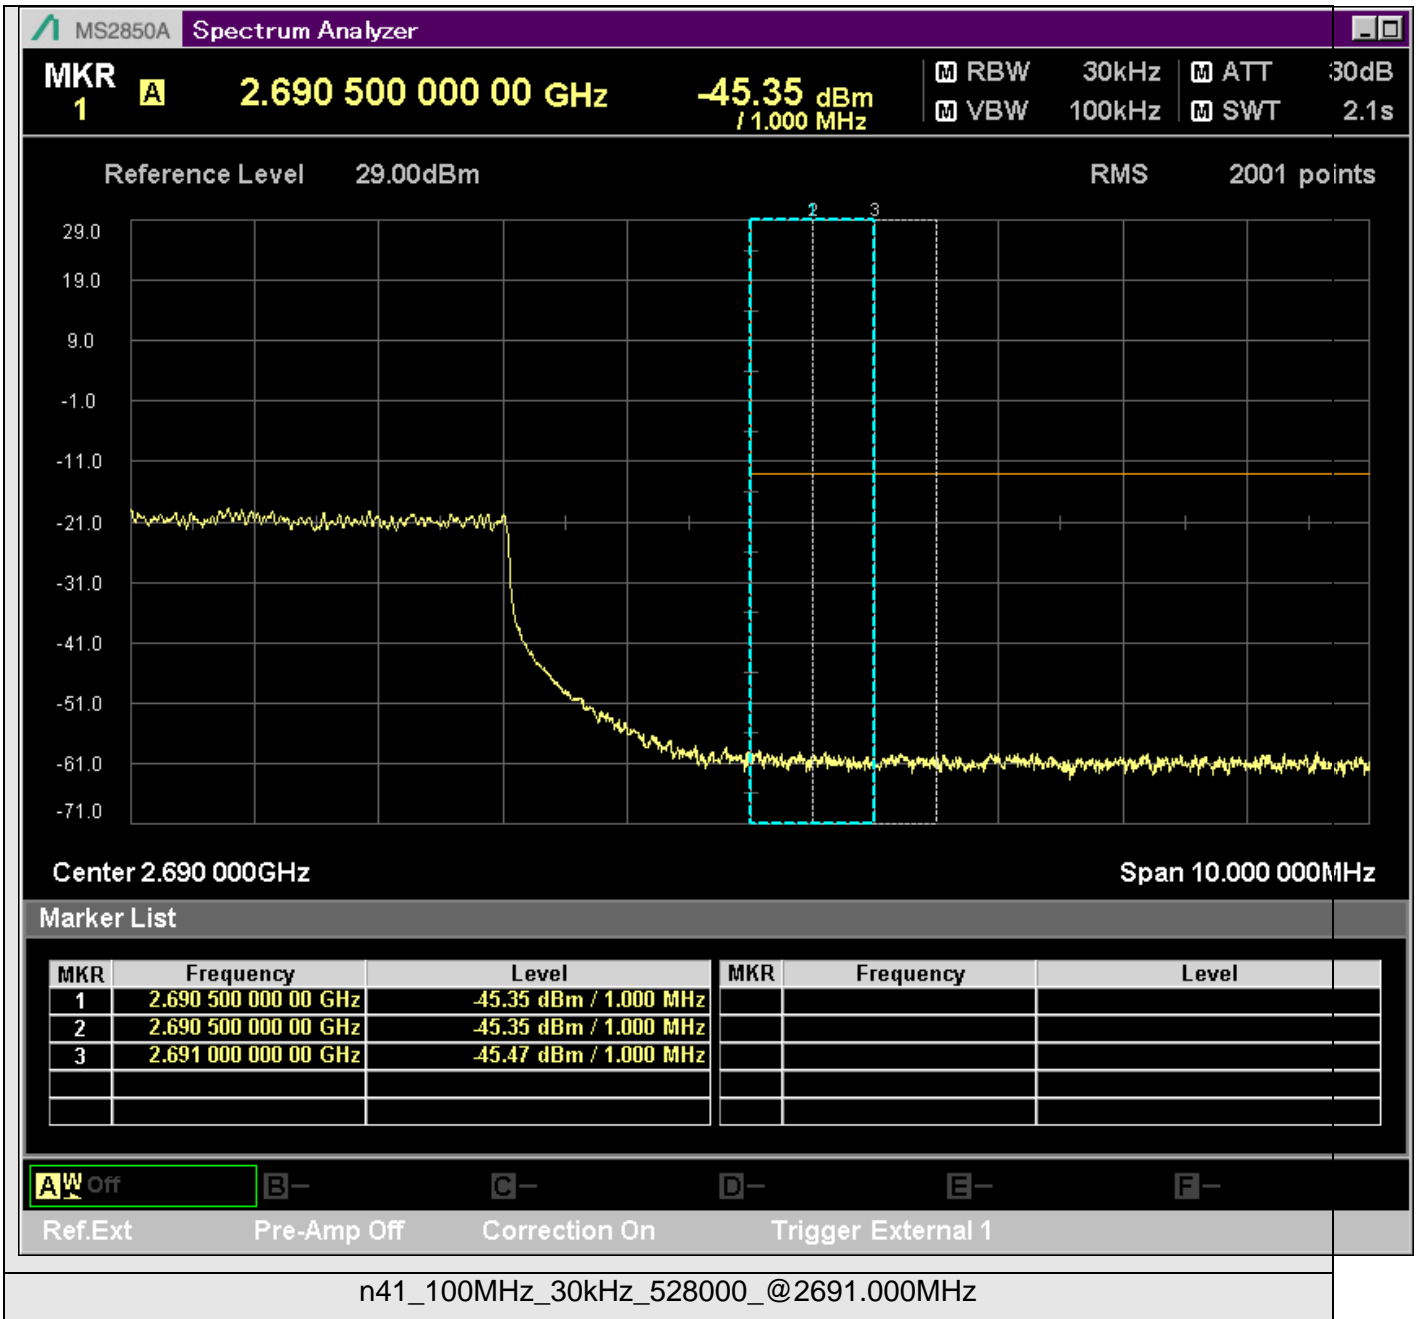 MS2850A Spectrum Analyzer
MKR 1 A 2.690 500 000 00 GHz -45.35 dBm / 1.000 MHz
M RBW 30kHz M ATT 30dB
M VBW 100kHz M SWT 2.1s
Reference Level 29.00dBm RMS 2001 points
2 3
29.0
19.0
9.0
-1.0
-11.0
-21.0
-31.0
-41.0
-51.0
-61.0
-71.0
Center 2.690 000GHz Span 10.000 000MHz
Marker List
MKR Frequency Level MKR Frequency Level
1 2.690 500 000 00 GHz -45.35 dBm / 1.000 MHz
2 2.690 500 000 00 GHz -45.35 dBm / 1.000 MHz
3 2.691 000 000 00 GHz -45.47 dBm / 1.000 MHz
A W Off B – C – D – E – F –
Ref.Ext Pre-Amp Off Correction On Trigger External 1
n41_100MHz_30kHz_528000_@2691.000MHz